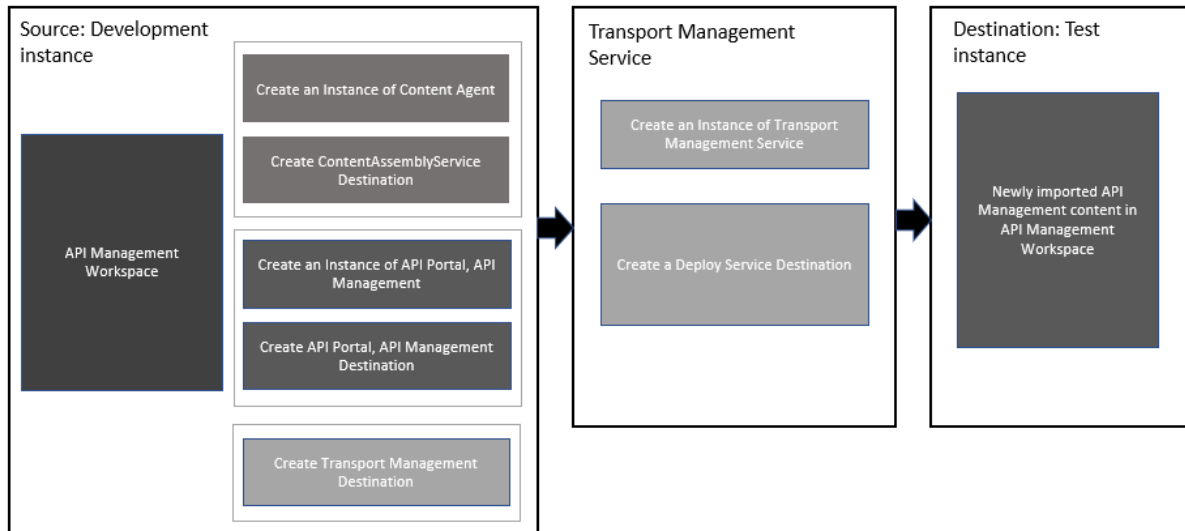 Source: Development
instance
API Management
Workspace
Create an Instance of Content Agent
Create ContentAssemblyService
Destination
Create an Instance of API Portal, API
Management
Create API Portal, API Management
Destination
Create Transport Management
Destination
Transport Management
Service
Create an Instance of Transport
Management Service
Create a Deploy Service Destination
Destination: Test
instance
Newly imported API
Management content in
API Management
Workspace